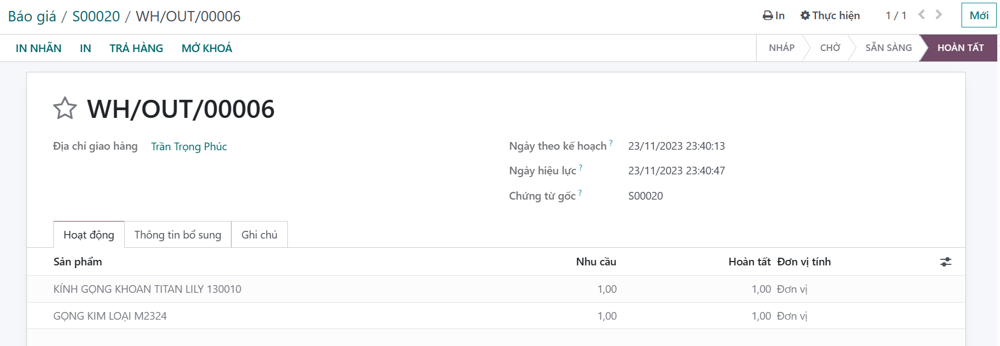 Báo giá / S00020 / WH/OUT/00006
In Thực hiện 1 / 1 Mới
IN NHÃN IN TRẢ HÀNG MỞ KHOÁ
NHÁP CHỜ SẴN SÀNG HOÀN TẤT
WH/OUT/00006
Địa chỉ giao hàng Trần Trọng Phúc
Ngày theo kế hoạch ? 23/11/2023 23:40:13
Ngày hiệu lực ? 23/11/2023 23:40:47
Chứng từ gốc ? S00020
Hoạt động Thông tin bổ sung Ghi chú
Sản phẩm Nhu cầu Hoàn tất Đơn vị tính
KÍNH GỌNG KHOAN TITAN LILY 130010 1,00 1,00 Đơn vị
GỌNG KIM LOẠI M2324 1,00 1,00 Đơn vị